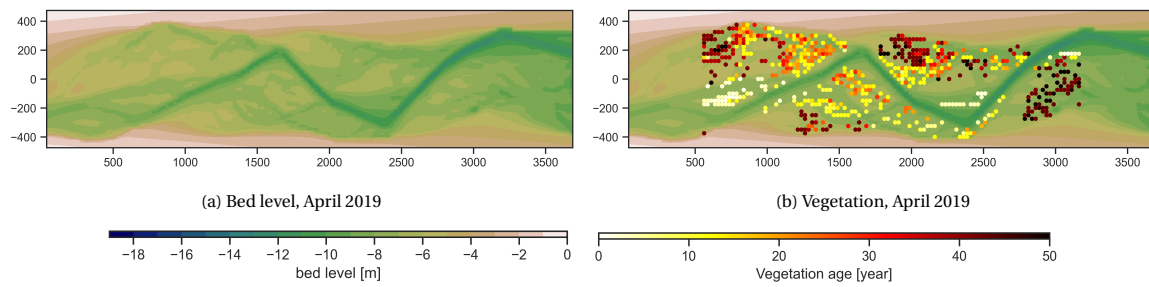 400
200
0
−200
−400
500 1000 1500 2000 2500 3000 3500
400
200
0
−200
−400
500 1000 1500 2000 2500 3000 3500
(a) Bed level, April 2019
(b) Vegetation, April 2019
−18 −16 −14 −12 −10 −8 −6 −4 −2 0
bed level [m]
0 10 20 30 40 50
Vegetation age [year]